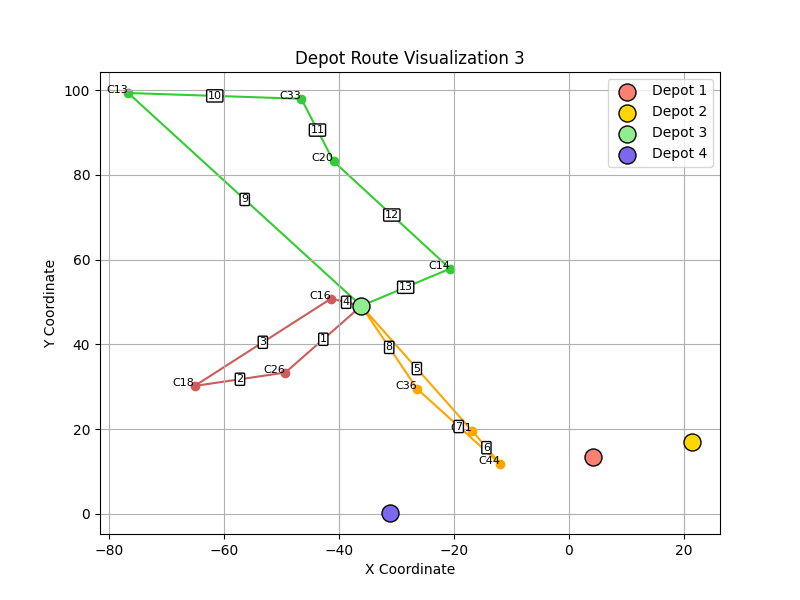 Depot Route Visualization 3
Depot 1
Depot 2
Depot 3
Depot 4
C13
10
C33
11
C20
9
12
C14
13
C16
4
3
1
8
C26
5
C18
2
C36
7
6
C44
Y Coordinate
100
80
60
40
20
0
−80
−60
−40
−20
0
20
X Coordinate